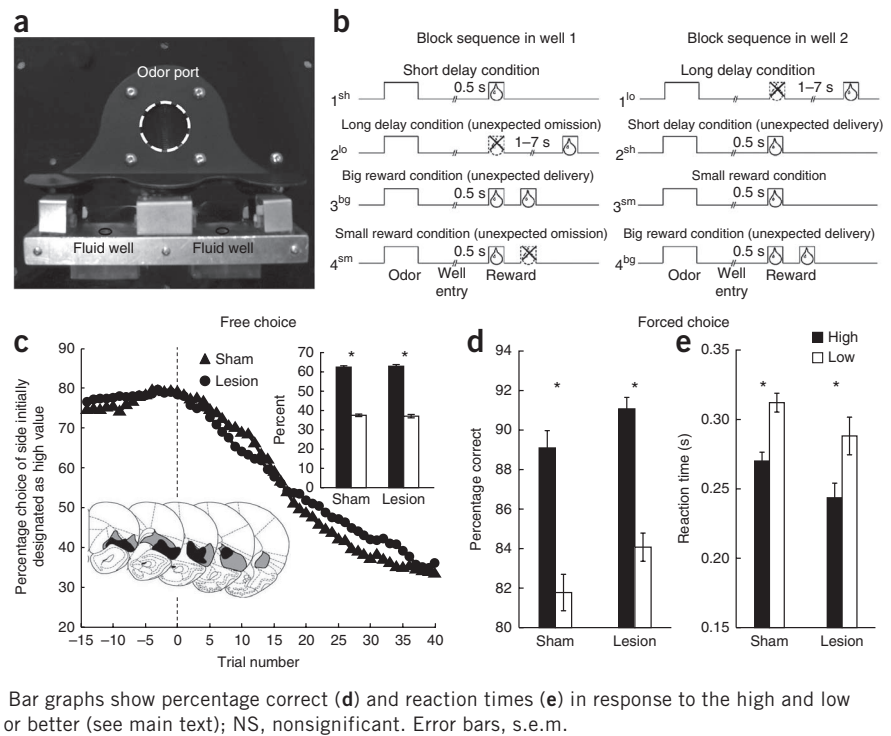 a
Odor port
Fluid well
Fluid well
b
Block sequence in well 1
Block sequence in well 2
Short delay condition
1sh
0.5 s
Long delay condition (unexpected omission)
2lo
1–7 s
Big reward condition (unexpected delivery)
3bg
0.5 s
Small reward condition (unexpected omission)
4sm
0.5 s
Odor
Well
entry
Reward
Long delay condition
1lo
1–7 s
Short delay condition (unexpected delivery)
2sh
0.5 s
Small reward condition
3sm
0.5 s
Big reward condition (unexpected delivery)
4bg
0.5 s
Odor
Well
entry
Reward
Free choice
c
Percentage choice of side initially
designated as high value
90
80
70
60
50
40
30
20
–15
–10
–5
0
5
10
15
20
25
30
35
40
Trial number
Sham
Lesion
Percent
70
60
50
40
30
20
10
0
* *
Sham Lesion
Forced choice
High
Low
d
Percentage correct
94
92
90
88
84
82
80
* *
Sham Lesion
e
Reaction time (s)
0.35
0.30
0.25
0.20
0.15
* *
Sham Lesion
Bar graphs show percentage correct (d) and reaction times (e) in response to the high and low
or better (see main text); NS, nonsignificant. Error bars, s.e.m.